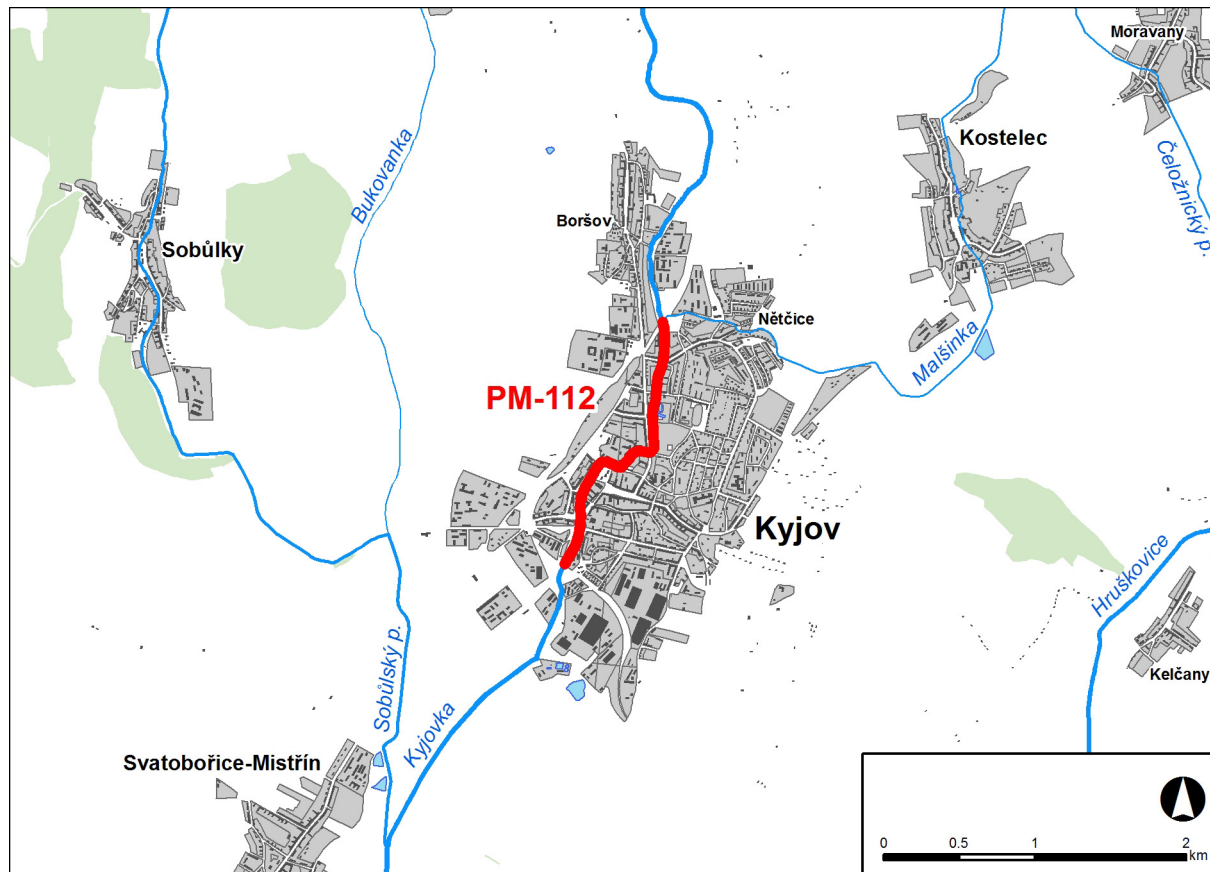 Moravany
Kostelec
Bukovanka
Čeložnický p.
Boršov
Sobůlky
Nětčice
Malšinka
PM-112
Kyjov
Hruškovice
Sobůlský p.
Kelčany
Kyjovka
Svatobořice-Mistřín
0 0.5 1 2
km